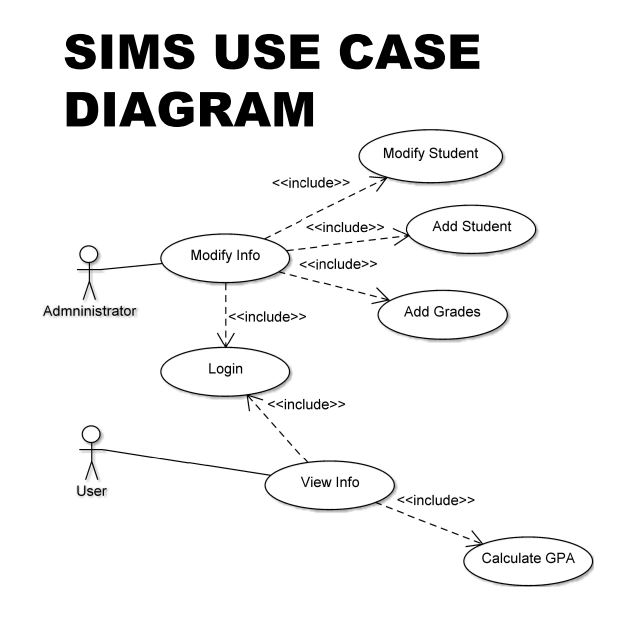 SIMS USE CASE
DIAGRAM
Modify Student
<<include>>
Add Student
<<include>>
Modify Info
<<include>>
Admninistrator
Add Grades
<<include>>
Login
<<include>>
User
View Info
<<include>>
Calculate GPA